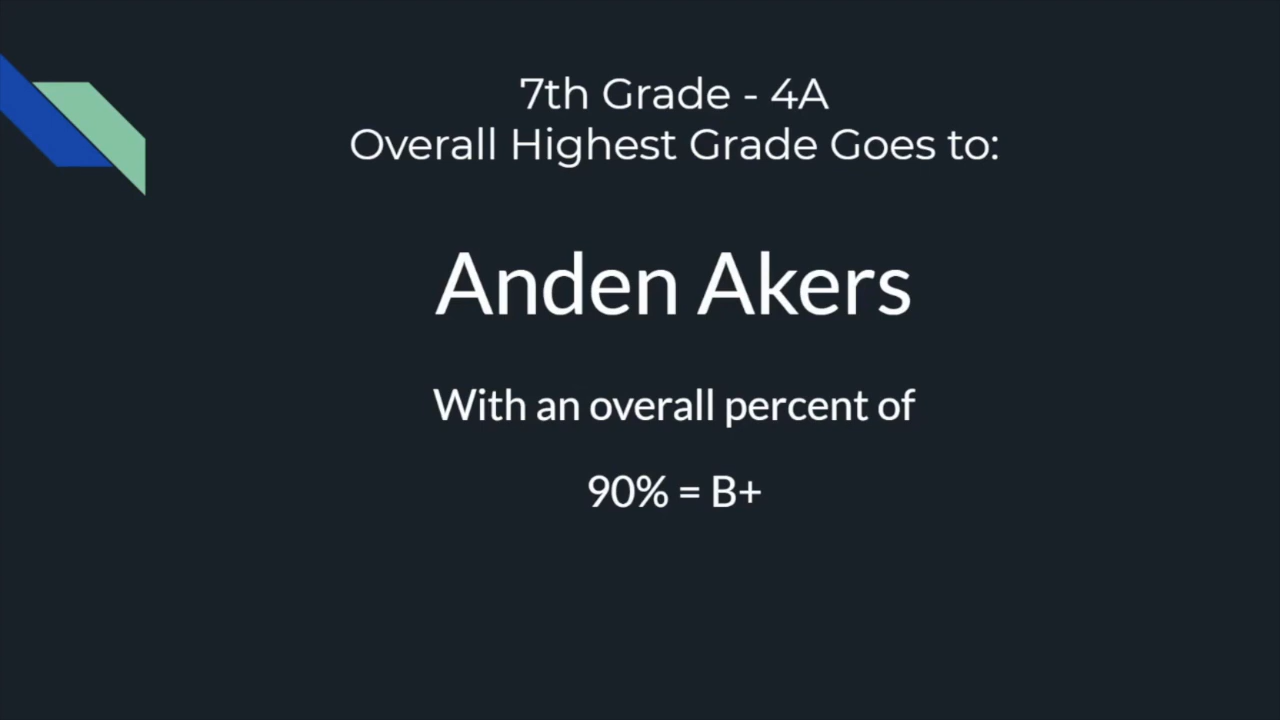 7th Grade - 4A
Overall Highest Grade Goes to:
Anden Akers
With an overall percent of
90% = B+